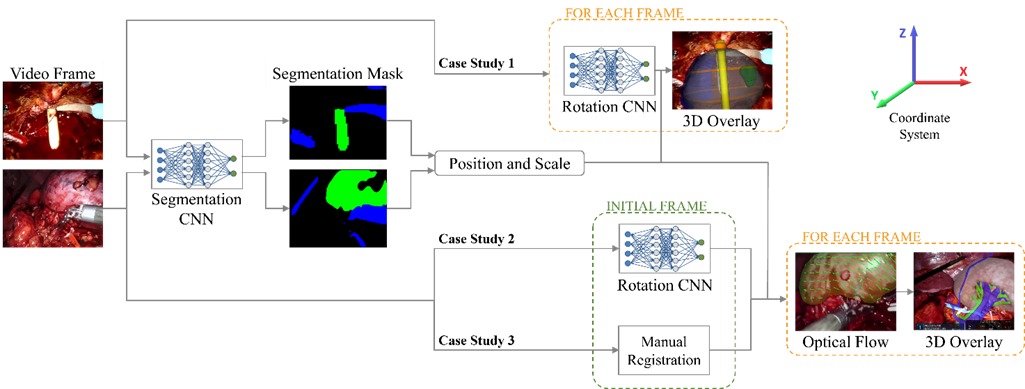 FOR EACH FRAME
Case Study 1
Rotation CNN
3D Overlay
Z
X
Y
Coordinate
System
Video Frame
Segmentation Mask
Segmentation
CNN
Position and Scale
INITIAL FRAME
Case Study 2
Rotation CNN
Case Study 3
Manual
Registration
FOR EACH FRAME
Optical Flow
3D Overlay